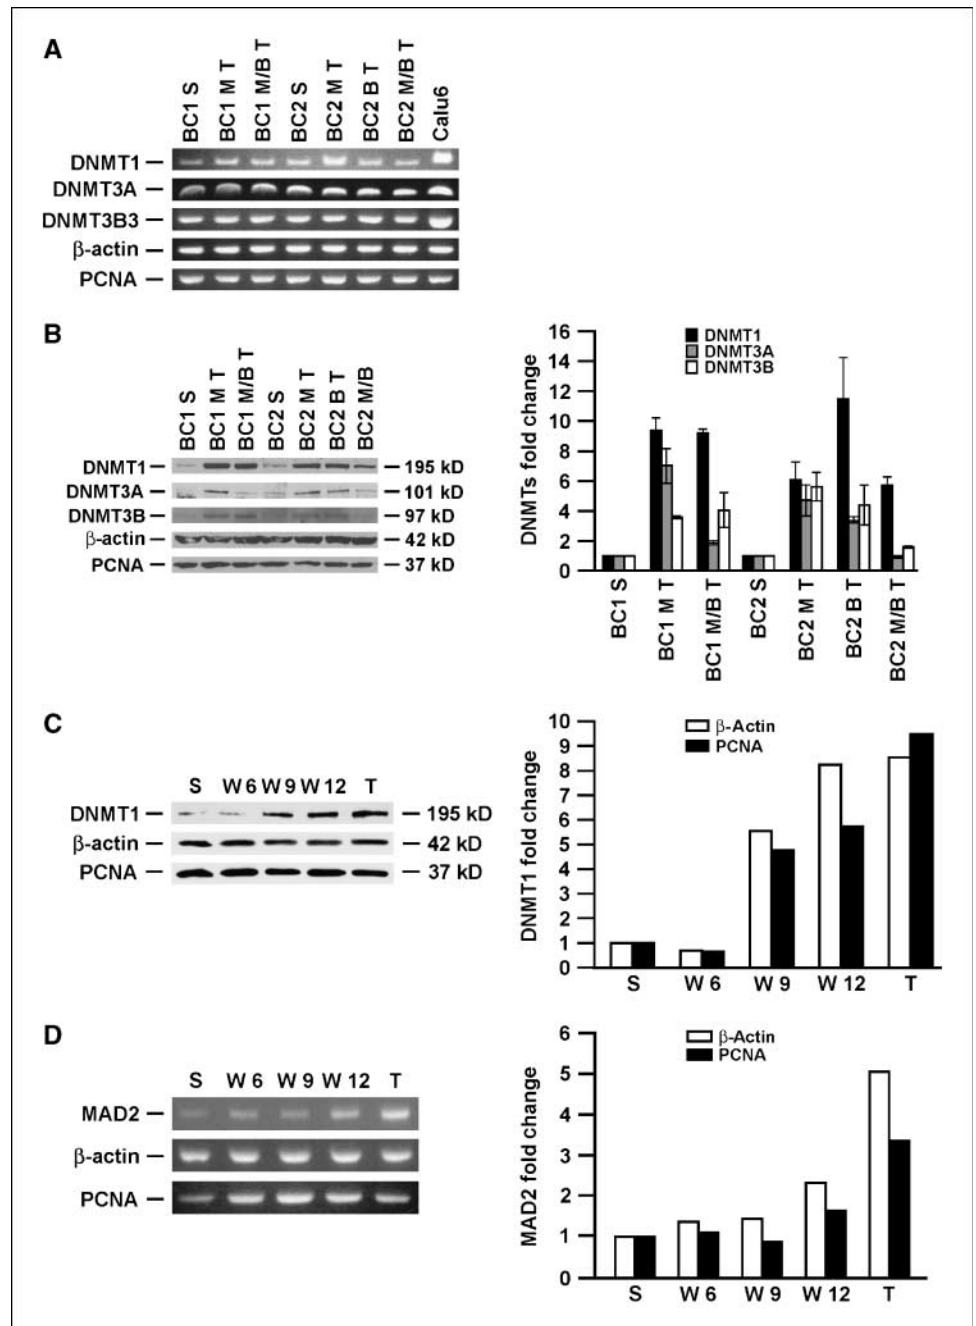 A
BC1 S
BC1 M T
BC1 M/B T
BC2 S
BC2 M T
BC2 B T
BC2 M/B T
Calu6
DNMT1
DNMT3A
DNMT3B3
β-actin
PCNA
B
BC1 S
BC1 M T
BC1 M/B T
BC2 S
BC2 M T
BC2 B T
BC2 M/B
DNMT1 195 kD
DNMT3A 101 kD
DNMT3B 97 kD
β-actin 42 kD
PCNA 37 kD
DNMTs fold change
16
14
12
10
8
6
4
2
0
DNMT1
DNMT3A
DNMT3B
BC1 S
BC1 M T
BC1 M/B T
BC2 S
BC2 M T
BC2 B T
BC2 M/B T
C
S W 6 W 9 W 12 T
DNMT1 195 kD
β-actin 42 kD
PCNA 37 kD
DNMT1 fold change
10
9
8
7
6
5
4
3
2
1
0
β-Actin
PCNA
S W 6 W 9 W 12 T
D
S W 6 W 9 W 12 T
MAD2
β-actin
PCNA
MAD2 fold change
6
5
4
3
2
1
0
β-Actin
PCNA
S W 6 W 9 W 12 T